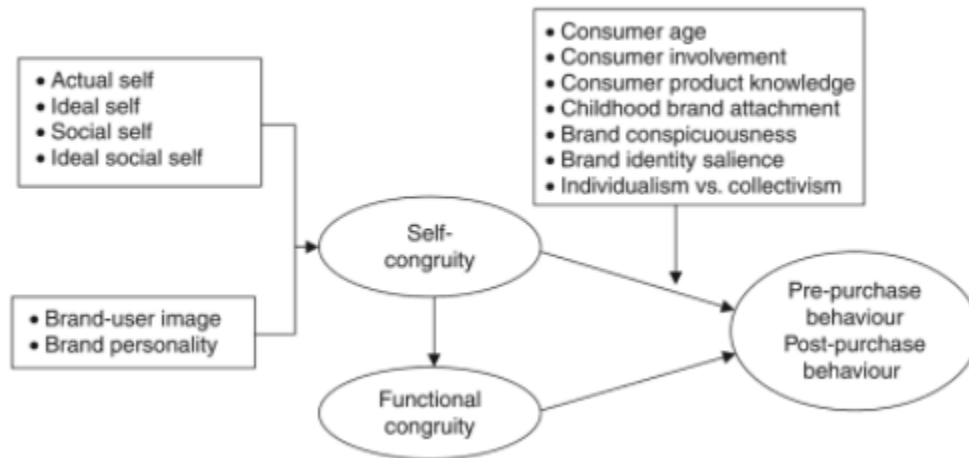 • Actual self
• Ideal self
• Social self
• Ideal social self
• Brand-user image
• Brand personality
Self-
congruity
Functional
congruity
• Consumer age
• Consumer involvement
• Consumer product knowledge
• Childhood brand attachment
• Brand conspicuousness
• Brand identity salience
• Individualism vs. collectivism
Pre-purchase
behaviour
Post-purchase
behaviour